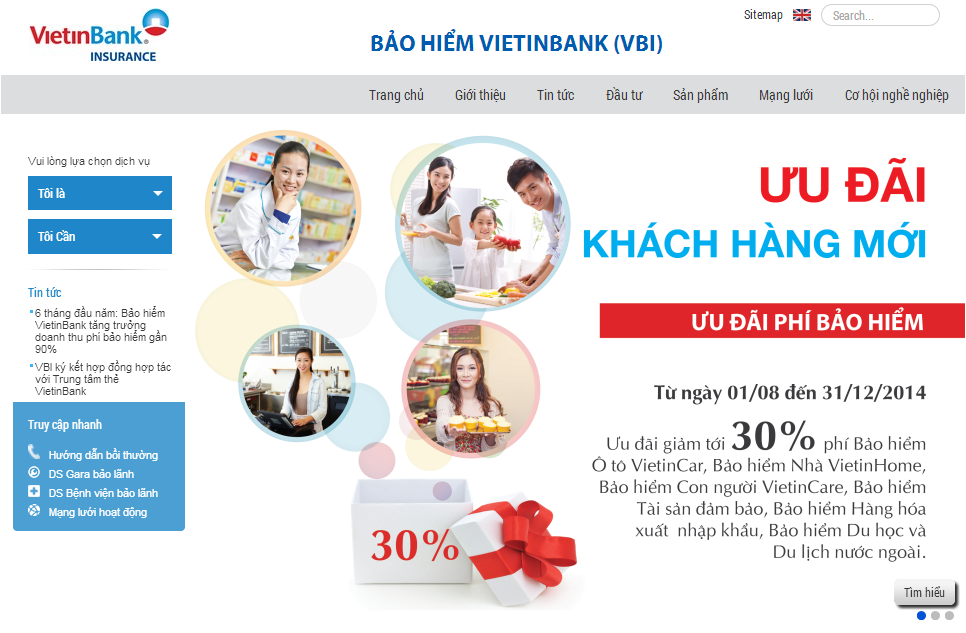 VietinBank
INSURANCE
BẢO HIỂM VIETINBANK (VBI)
Sitemap
Search...
Trang chủ Giới thiệu Tin tức Đầu tư Sản phẩm Mạng lưới Cơ hội nghề nghiệp
Vui lòng lựa chọn dịch vụ
Tôi là
Tôi Cần
Tin tức
6 tháng đầu năm: Bảo hiểm
VietinBank tăng trưởng
doanh thu phí bảo hiểm gần
90%
VBI ký kết hợp đồng hợp tác
với Trung tâm thẻ
VietinBank
Truy cập nhanh
Hướng dẫn bồi thường
DS Gara bảo lãnh
DS Bệnh viện bảo lãnh
Mạng lưới hoạt động
30%
ƯU ĐÃI
KHÁCH HÀNG MỚI
ƯU ĐÃI PHÍ BẢO HIỂM
Từ ngày 01/08 đến 31/12/2014
Ưu đãi giảm tới 30% phí Bảo hiểm
Ô tô VietinCar, Bảo hiểm Nhà VietinHome,
Bảo hiểm Con người VietinCare, Bảo hiểm
Tài sản đảm bảo, Bảo hiểm Hàng hóa
xuất nhập khẩu, Bảo hiểm Du học và
Du lịch nước ngoài.
Tìm hiểu